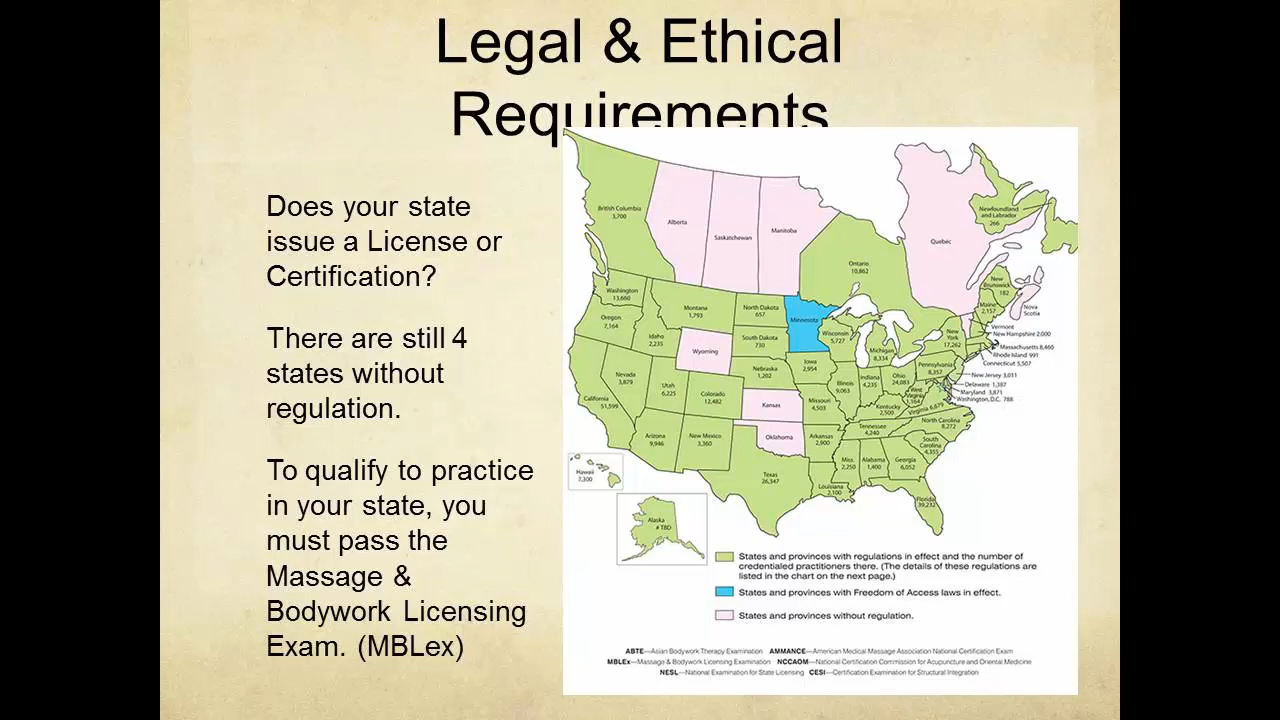 Legal & Ethical
Requirements
Does your state
issue a License or
Certification?
There are still 4
states without
regulation.
To qualify to practice
in your state, you
must pass the
Massage &
Bodywork Licensing
Exam. (MBLex)
British Columbia
3,700
Alberta
Saskatchewan
Manitoba
Ontario
10,862
Quebec
Newfoundland
and Labrador
266
New
Brunswick
182
Nova
Scotia
Maine
2,157
Vermont
New Hampshire 2,000
Massachusetts 8,460
Rhode Island 991
Connecticut 5,507
New Jersey 3,011
Delaware 1,387
Maryland 3,871
Washington, D.C. 788
Washington
13,660
Oregon
7,164
Idaho
2,235
Montana
1,793
North Dakota
657
South Dakota
730
Minnesota
Wisconsin
5,727
Michigan
8,334
New
York
17,262
Pennsylvania
8,357
Wyoming
Nebraska
1,202
Iowa
2,954
Illinois
9,063
Indiana
4,235
Ohio
24,083
West
Virginia
1,164
Virginia 6,679
Nevada
3,879
Utah
6,225
Colorado
12,482
Kansas
Missouri
4,503
Kentucky
2,500
California
51,599
Arizona
9,946
New Mexico
3,360
Oklahoma
Arkansas
2,900
Tennessee
4,240
North Carolina
8,272
South
Carolina
4,355
Texas
26,347
Louisiana
2,100
Miss.
2,250
Alabama
1,400
Georgia
6,052
Florida
39,232
Hawaii
7,300
Alaska
# TBD
States and provinces with regulations in effect and the number of
credentialed practitioners there. (The details of these regulations are
listed in the chart on the next page.)
States and provinces with Freedom of Access laws in effect.
States and provinces without regulation.
ABTE—Asian Bodywork Therapy Examination AMMANCE—American Medical Massage Association National Certification Exam
MBLEx—Massage & Bodywork Licensing Examination NCCAOM—National Certification Commission for Acupuncture and Oriental Medicine
NESL—National Examination for State Licensing CESI—Certification Examination for Structural Integration